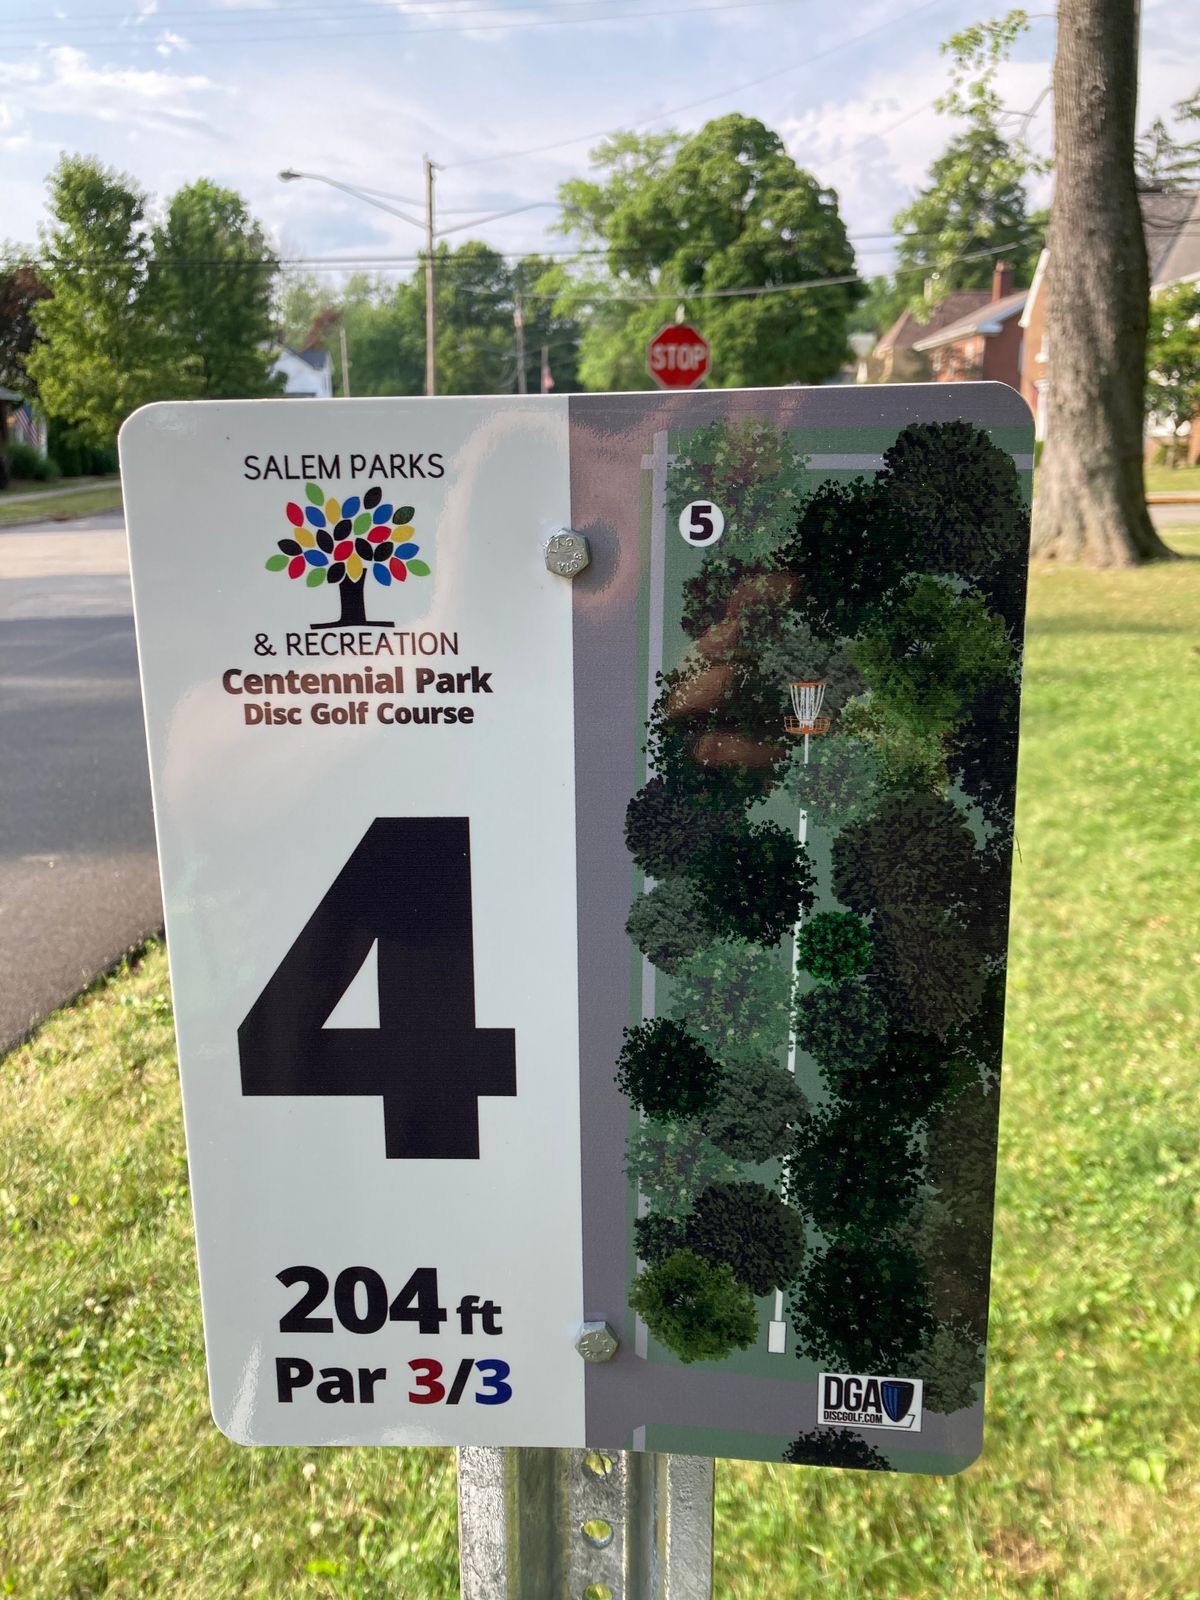 STOP
SALEM PARKS
& RECREATION
Centennial Park
Disc Golf Course
4
204 ft
Par 3/3
5
DGA
DISCGOLF.COM